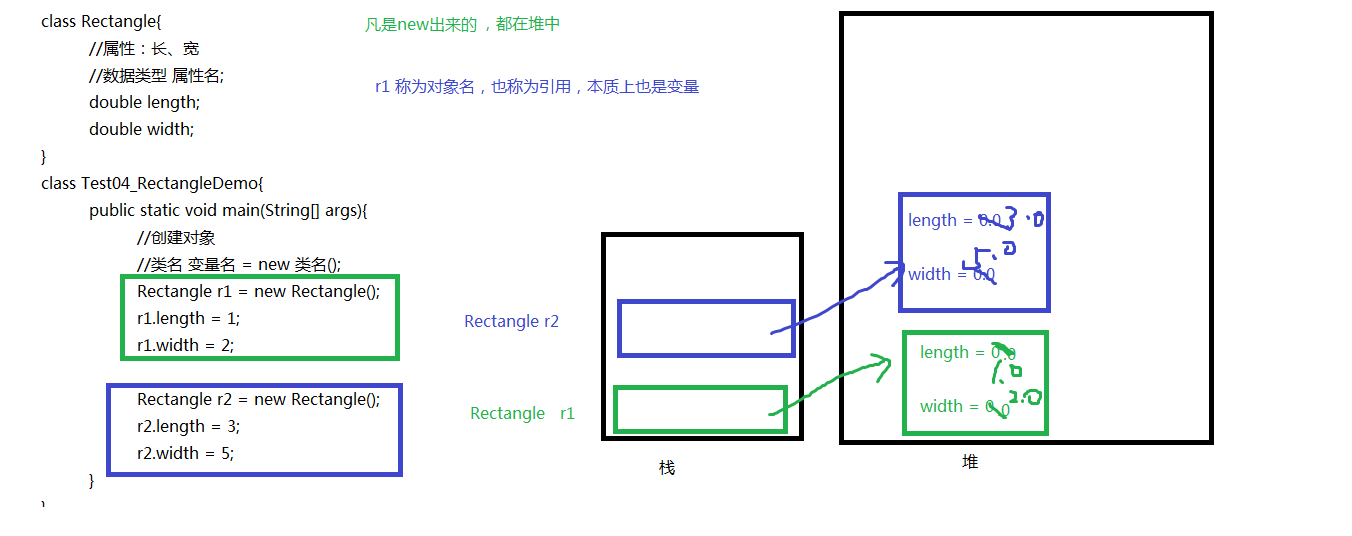 class Rectangle{
//属性：长、宽
//数据类型 属性名;
double length;
double width;
}
class Test04_RectangleDemo{
public static void main(String[] args){
//创建对象
//类名 变量名 = new 类名();
Rectangle r1 = new Rectangle();
r1.length = 1;
r1.width = 2;
Rectangle r2 = new Rectangle();
r2.length = 3;
r2.width = 5;
}
}
凡是new出来的，都在堆中
r1 称为对象名，也称为引用，本质上也是变量
Rectangle r2
Rectangle r1
栈
length = 0.0 3.0
5.0
width = 0.0
length = 0.0
1.0
width = 0.0 2.0
堆